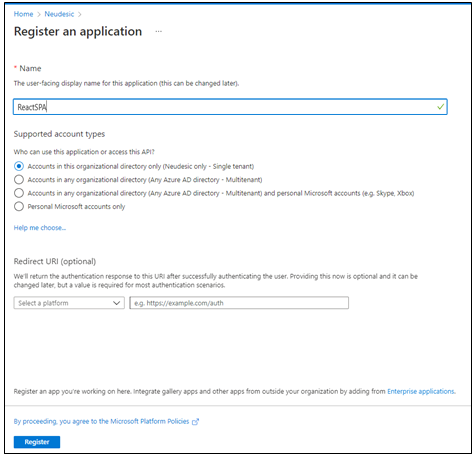 Home > Neudesic >
Register an application ...
* Name
The user-facing display name for this application (this can be changed later).
ReactSPA
Supported account types
Who can use this application or access this API?
Accounts in this organizational directory only (Neudesic only - Single tenant)
Accounts in any organizational directory (Any Azure AD directory - Multitenant)
Accounts in any organizational directory (Any Azure AD directory - Multitenant) and personal Microsoft accounts (e.g. Skype, Xbox)
Personal Microsoft accounts only
Help me choose...
Redirect URI (optional)
We'll return the authentication response to this URI after successfully authenticating the user. Providing this now is optional and it can be
changed later, but a value is required for most authentication scenarios.
Select a platform
e.g. https://example.com/auth
Register an app you're working on here. Integrate gallery apps and other apps from outside your organization by adding from Enterprise applications.
By proceeding, you agree to the Microsoft Platform Policies
Register